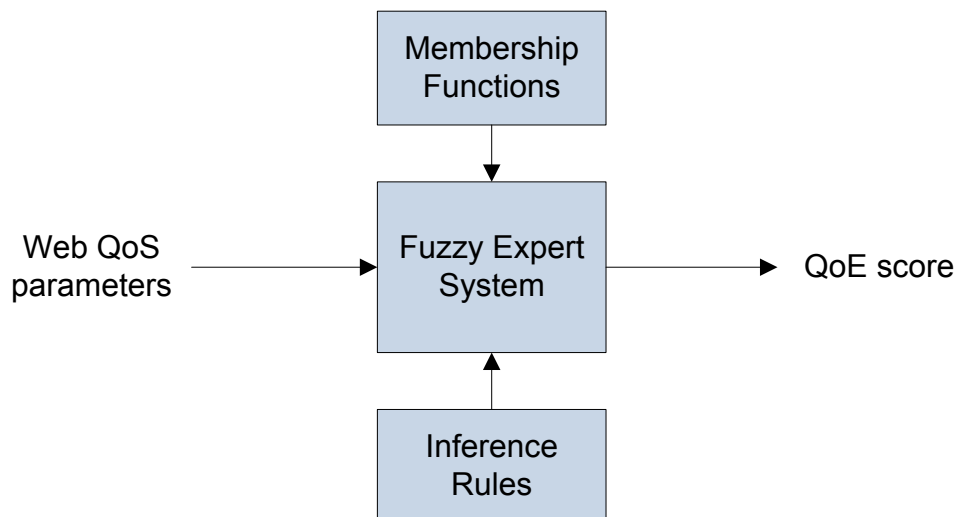 Membership
Functions
Web QoS
parameters
Fuzzy Expert
System
QoE score
Inference
Rules